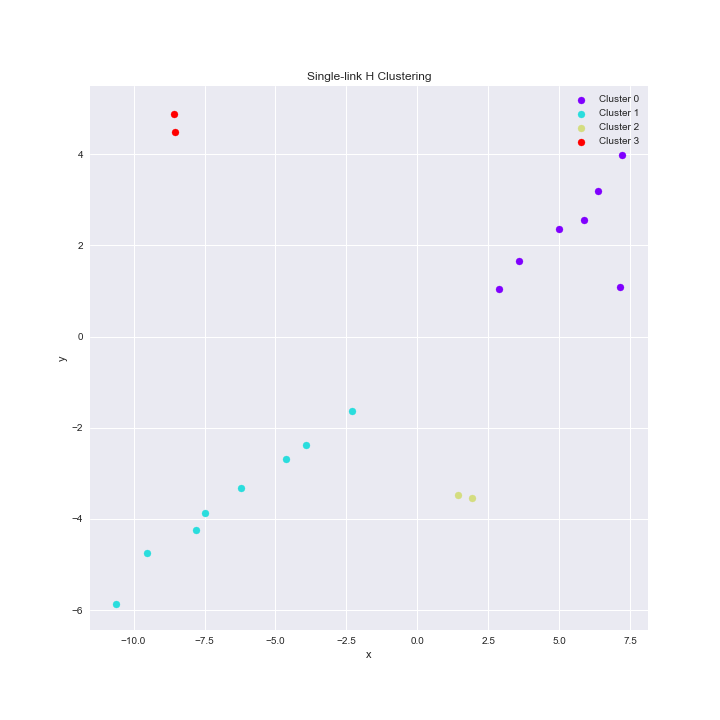 Single-link H Clustering
Cluster 0
Cluster 1
Cluster 2
Cluster 3
4
2
0
−2
−4
−6
y
−10.0 −7.5 −5.0 −2.5 0.0 2.5 5.0 7.5
x